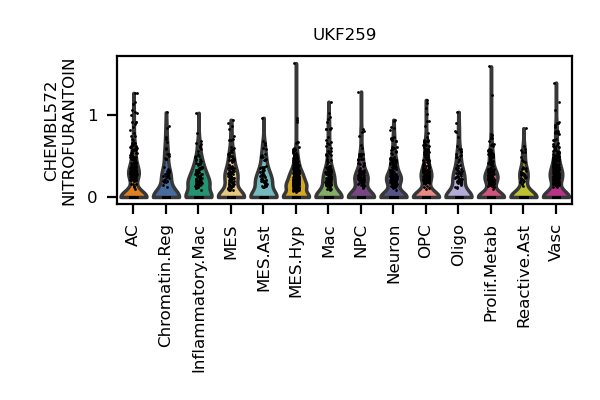 UKF259
CHEMBL572
NITROFURANTOIN
1
0
AC
Chromatin.Reg
Inflammatory.Mac
MES
MES.Ast
MES.Hyp
Mac
NPC
Neuron
OPC
Oligo
Prolif.Metab
Reactive.Ast
Vasc